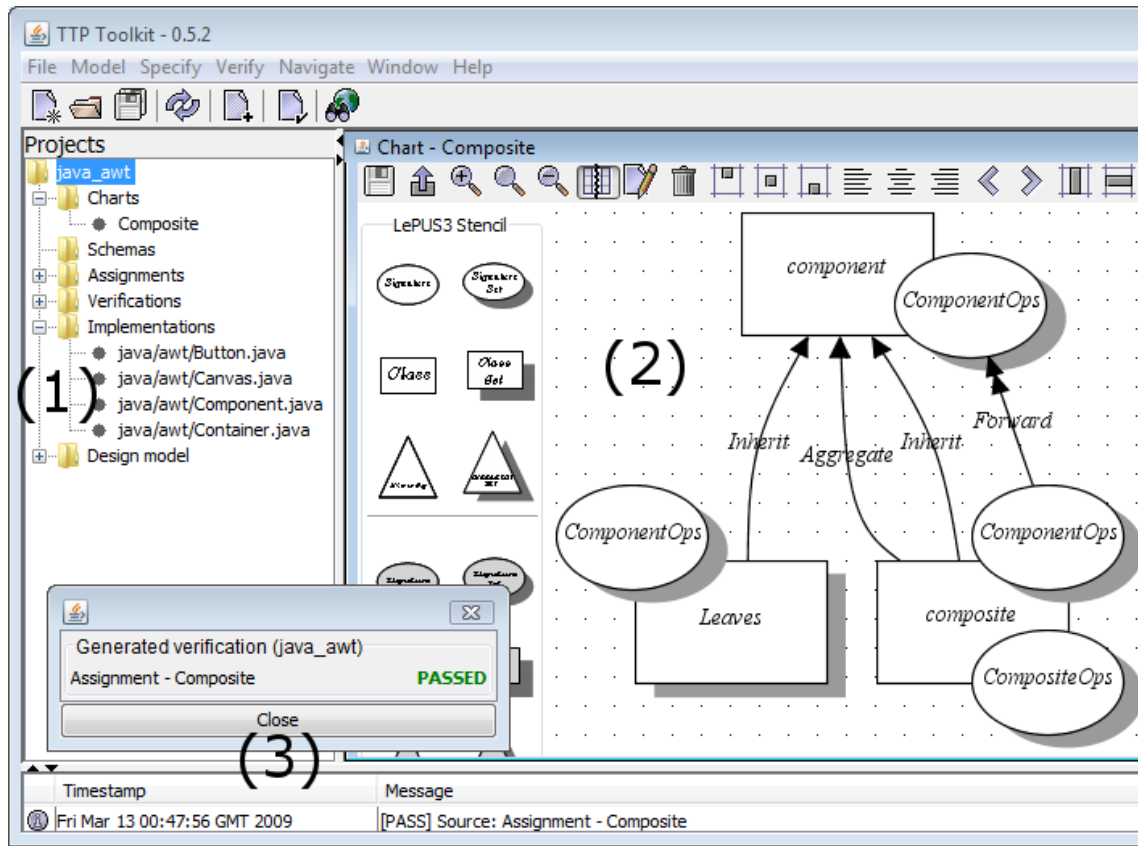 TTP Toolkit - 0.5.2
File Model Specify Verify Navigate Window Help
Projects
java_awt
Charts
Composite
Schemas
Assignments
Verifications
Implementations
java/awt/Button.java
java/awt/Canvas.java
java/awt/Component.java
java/awt/Container.java
Design model
(1)
Chart - Composite
LePUS3 Stencil
Signature
Signature
Set
Class
Class
Set
component
ComponentOps
(2)
Inherit
Aggregate
Inherit
Forward
ComponentOps
ComponentOps
Leaves
composite
CompositeOps
Generated verification (java_awt)
Assignment - Composite PASSED
Close
(3)
Timestamp Message
Fri Mar 13 00:47:56 GMT 2009 [PASS] Source: Assignment - Composite